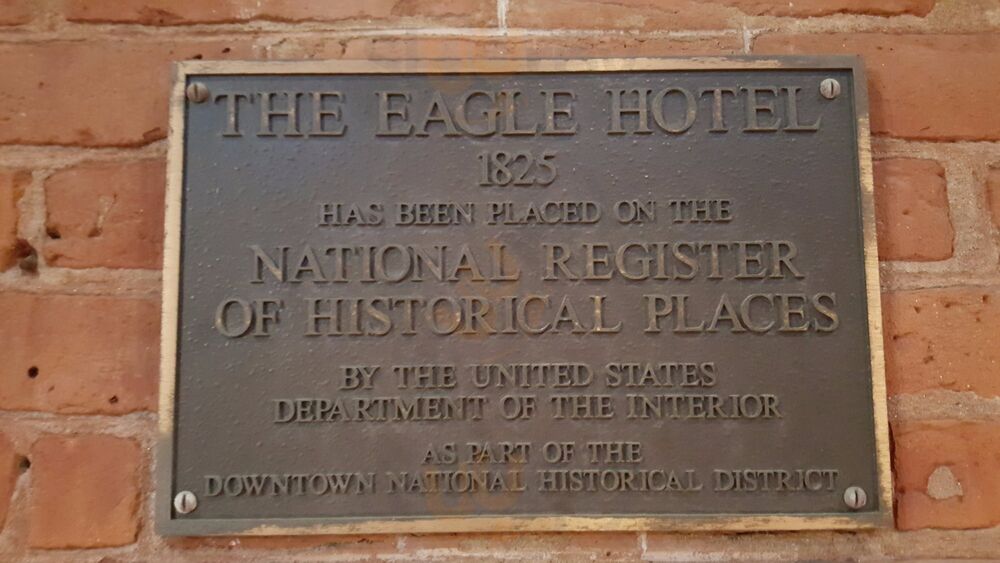 THE EAGLE HOTEL
1825
HAS BEEN PLACED ON THE
NATIONAL REGISTER
OF HISTORICAL PLACES
BY THE UNITED STATES
DEPARTMENT OF THE INTERIOR
AS PART OF THE
DOWNTOWN NATIONAL HISTORICAL DISTRICT